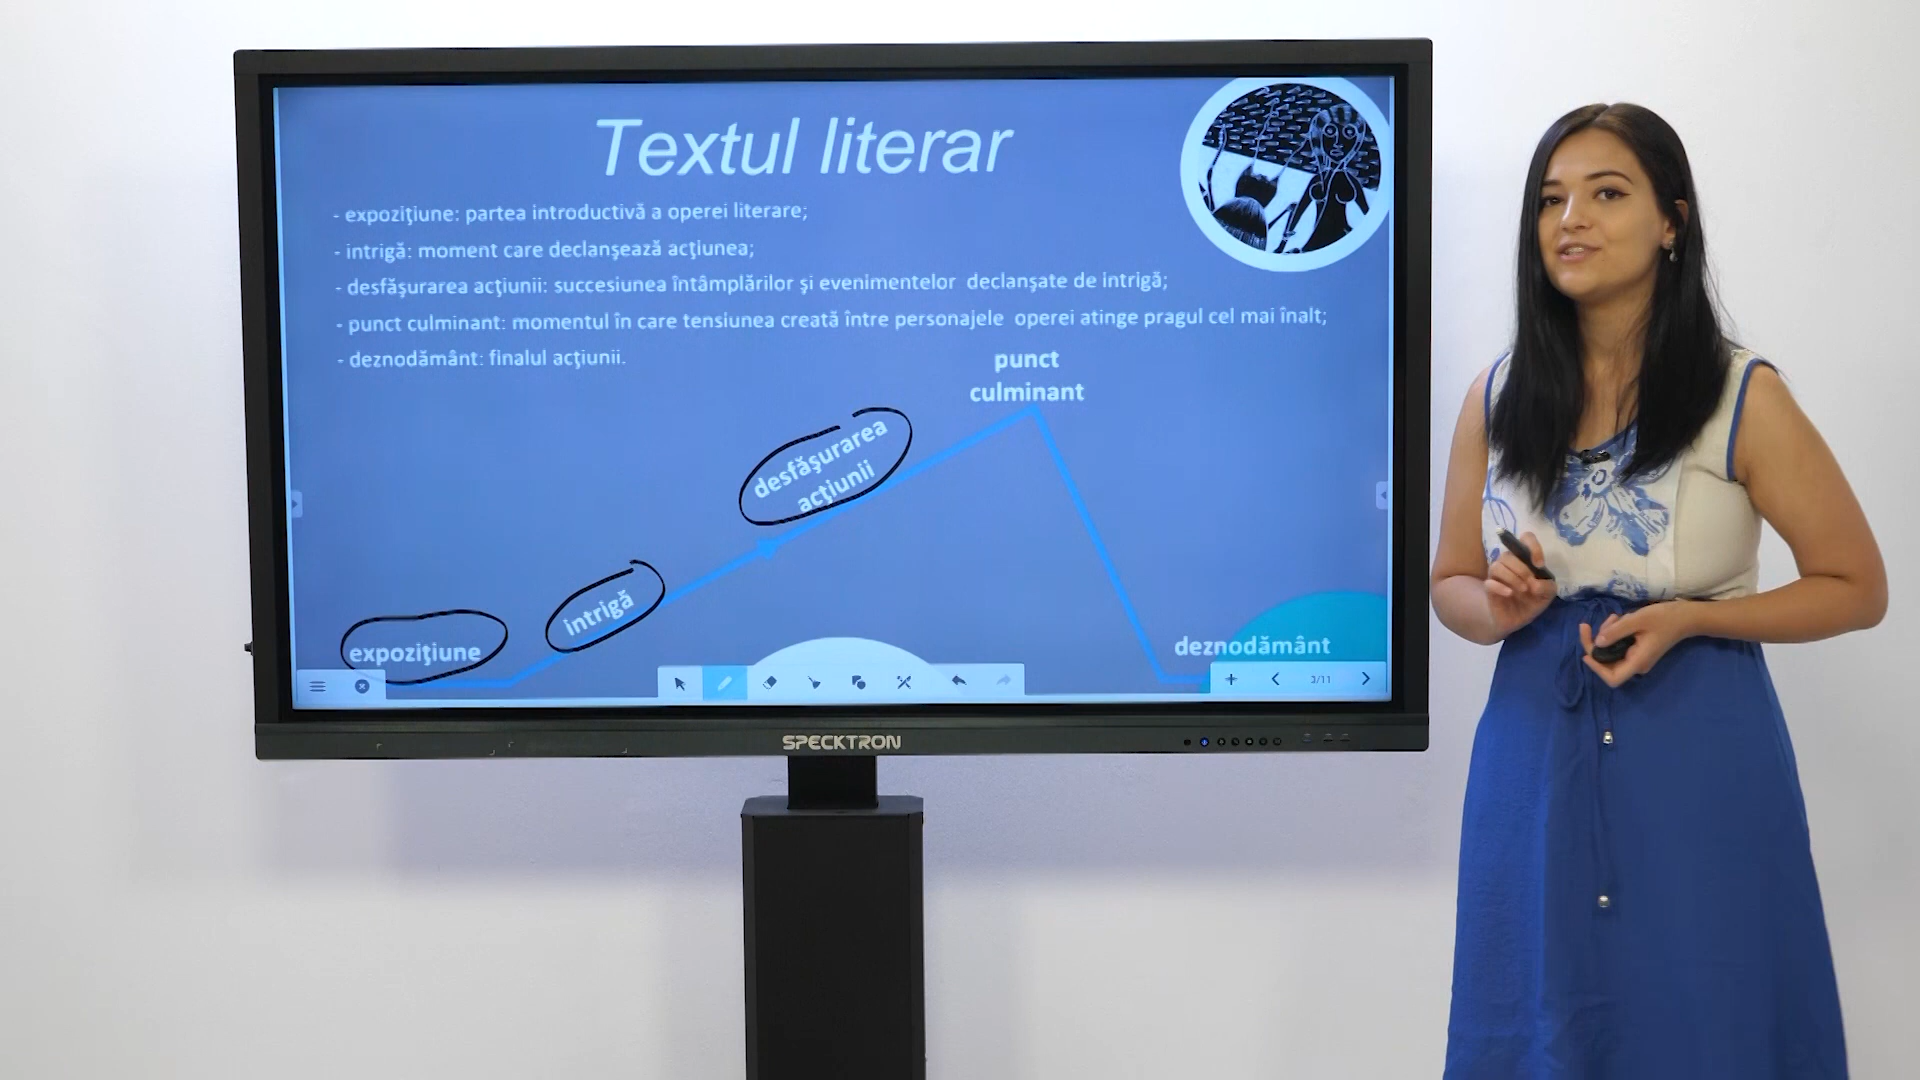 Textul literar
- expoziţiune: partea introductivă a operei literare;
- intrigă: moment care declanşează acţiunea;
- desfăşurarea acţiunii: succesiunea întâmplărilor şi evenimentelor declanşate de intrigă;
- punct culminant: momentul în care tensiunea creată între personajele operei atinge pragul cel mai înalt;
- deznodământ: finalul acţiunii.
punct
culminant
desfăşurarea
acţiunii
intrigă
expoziţiune
deznodământ
3/11
SPECKTRON